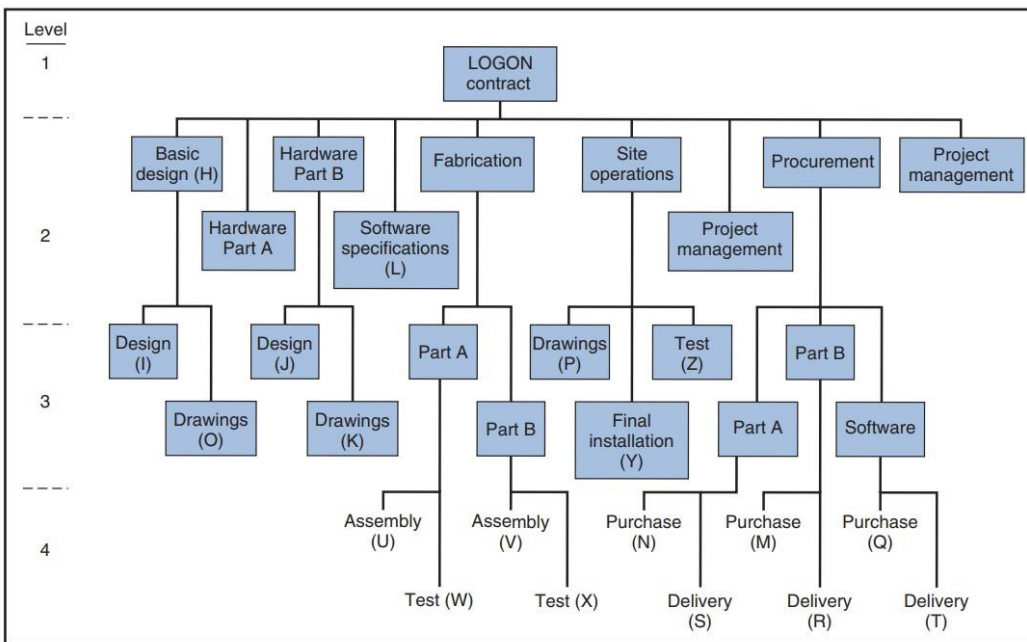 Level
1
LOGON
contract
2
Basic
design (H)
Hardware
Part B
Fabrication
Site
operations
Procurement
Project
management
Hardware
Part A
Software
specifications
(L)
Project
management
3
Design
(I)
Design
(J)
Part A
Drawings
(P)
Test
(Z)
Part B
Drawings
(O)
Drawings
(K)
Part B
Final
installation
(Y)
Part A
Software
4
Assembly
(U)
Assembly
(V)
Purchase
(N)
Purchase
(M)
Purchase
(Q)
Test (W)
Test (X)
Delivery
(S)
Delivery
(R)
Delivery
(T)